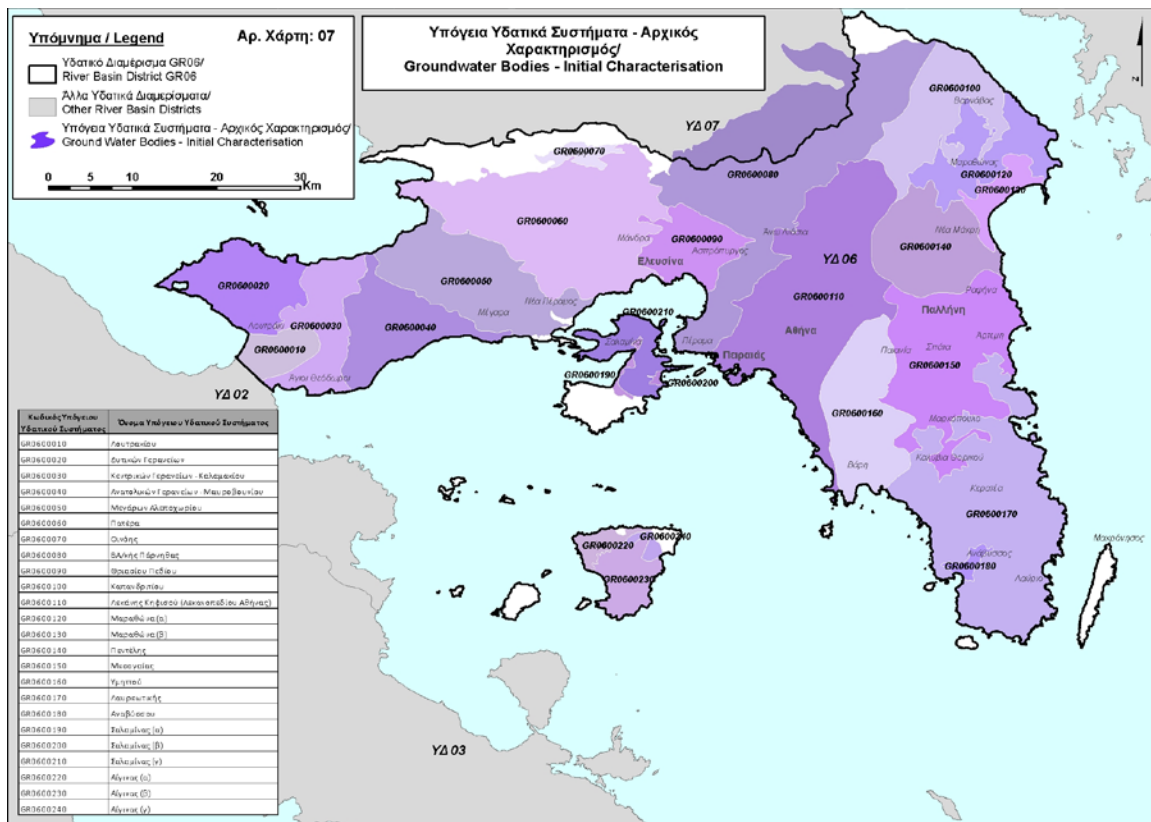 Υπόμνημα / Legend
Αρ. Χάρτη: 07
Υδατικό Διαμέρισμα GR06/
River Basin District GR06
Άλλα Υδατικά Διαμερίσματα/
Other River Basin Districts
Υπόγεια Υδατικά Συστήματα - Αρχικός Χαρακτηρισμός/
Ground Water Bodies - Initial Characterisation
0 5 10 20 30
Km
Υπόγεια Υδατικά Συστήματα - Αρχικός
Χαρακτηρισμός/
Groundwater Bodies - Initial Characterisation
ΥΔ 07
GR0600100
Βαρνάβας
GR0600070
GR0600080
Μαραθώνας
GR0600120
GR0600130
GR0600060
Μάνδρα
GR0600090
Ασπρόπυργος
Ελευσίνα
Άνω Λιόσια
Νέα Μάκρη
GR0600140
ΥΔ 06
GR0600020
GR0600050
Ραφήνα
Λουτράκι
GR0600030
GR0600040
Μέγαρα
Νέα Πέραμος
GR0600210
GR0600110
Παλλήνη
GR0600010
Σαλαμίνα
Πέραμα
Αθήνα
Άρτεμη
Παιανία
Σπάτα
Πειραιάς
GR0600150
Άγιοι Θεόδωροι
GR0600190
GR0600200
ΥΔ 02
GR0600160
Μαρκόπουλο
Καλύβια Θορικού
Βάρη
Κερατέα
GR0600170
GR0600220
GR0600240
Μακρόνησος
Ανάβυσσος
GR0600180
GR0600230
Λαύριο
ΥΔ 03
Κωδικός Υπόγειου
Υδατικού Συστήματος
Όνομα Υπόγειου Υδατικού Συστήματος
GR0600010 Λουτρακίου
GR0600020 Δυτικών Γερανείων
GR0600030 Κεντρικών Γερανείων - Καλαμακίου
GR0600040 Ανατολικών Γερανείων - Μαυροβουνίου
GR0600050 Μεγάρων Αλεποχωρίου
GR0600060 Πατέρα
GR0600070 Οινόης
GR0600080 ΒΑ/κης Πάρνηθας
GR0600090 Θριασίου Πεδίου
GR0600100 Καπανδριτίου
GR0600110 Λεκάνης Κηφισού (Λεκανοπεδίου Αθήνας)
GR0600120 Μαραθώνα (α)
GR0600130 Μαραθώνα (β)
GR0600140 Πεντέλης
GR0600150 Μεσογαίας
GR0600160 Υμηττού
GR0600170 Λαυρεωτικής
GR0600180 Αναβύσσου
GR0600190 Σαλαμίνας (α)
GR0600200 Σαλαμίνας (β)
GR0600210 Σαλαμίνας (γ)
GR0600220 Αίγινας (α)
GR0600230 Αίγινας (β)
GR0600240 Αίγινας (γ)